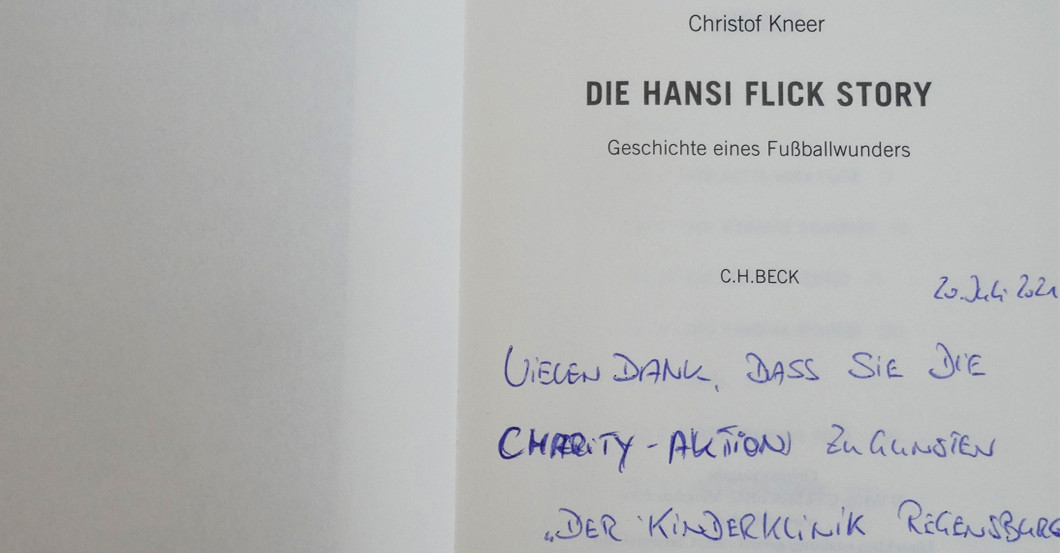 Christof Kneer
DIE HANSI FLICK STORY
Geschichte eines Fußballwunders
C.H.BECK
20. Juli 2021
VIELEN DANK, DASS SIE DIE
CHARITY-AKTION ZUGUNSTEN
„DER KINDERKLINIK REGENSBURG